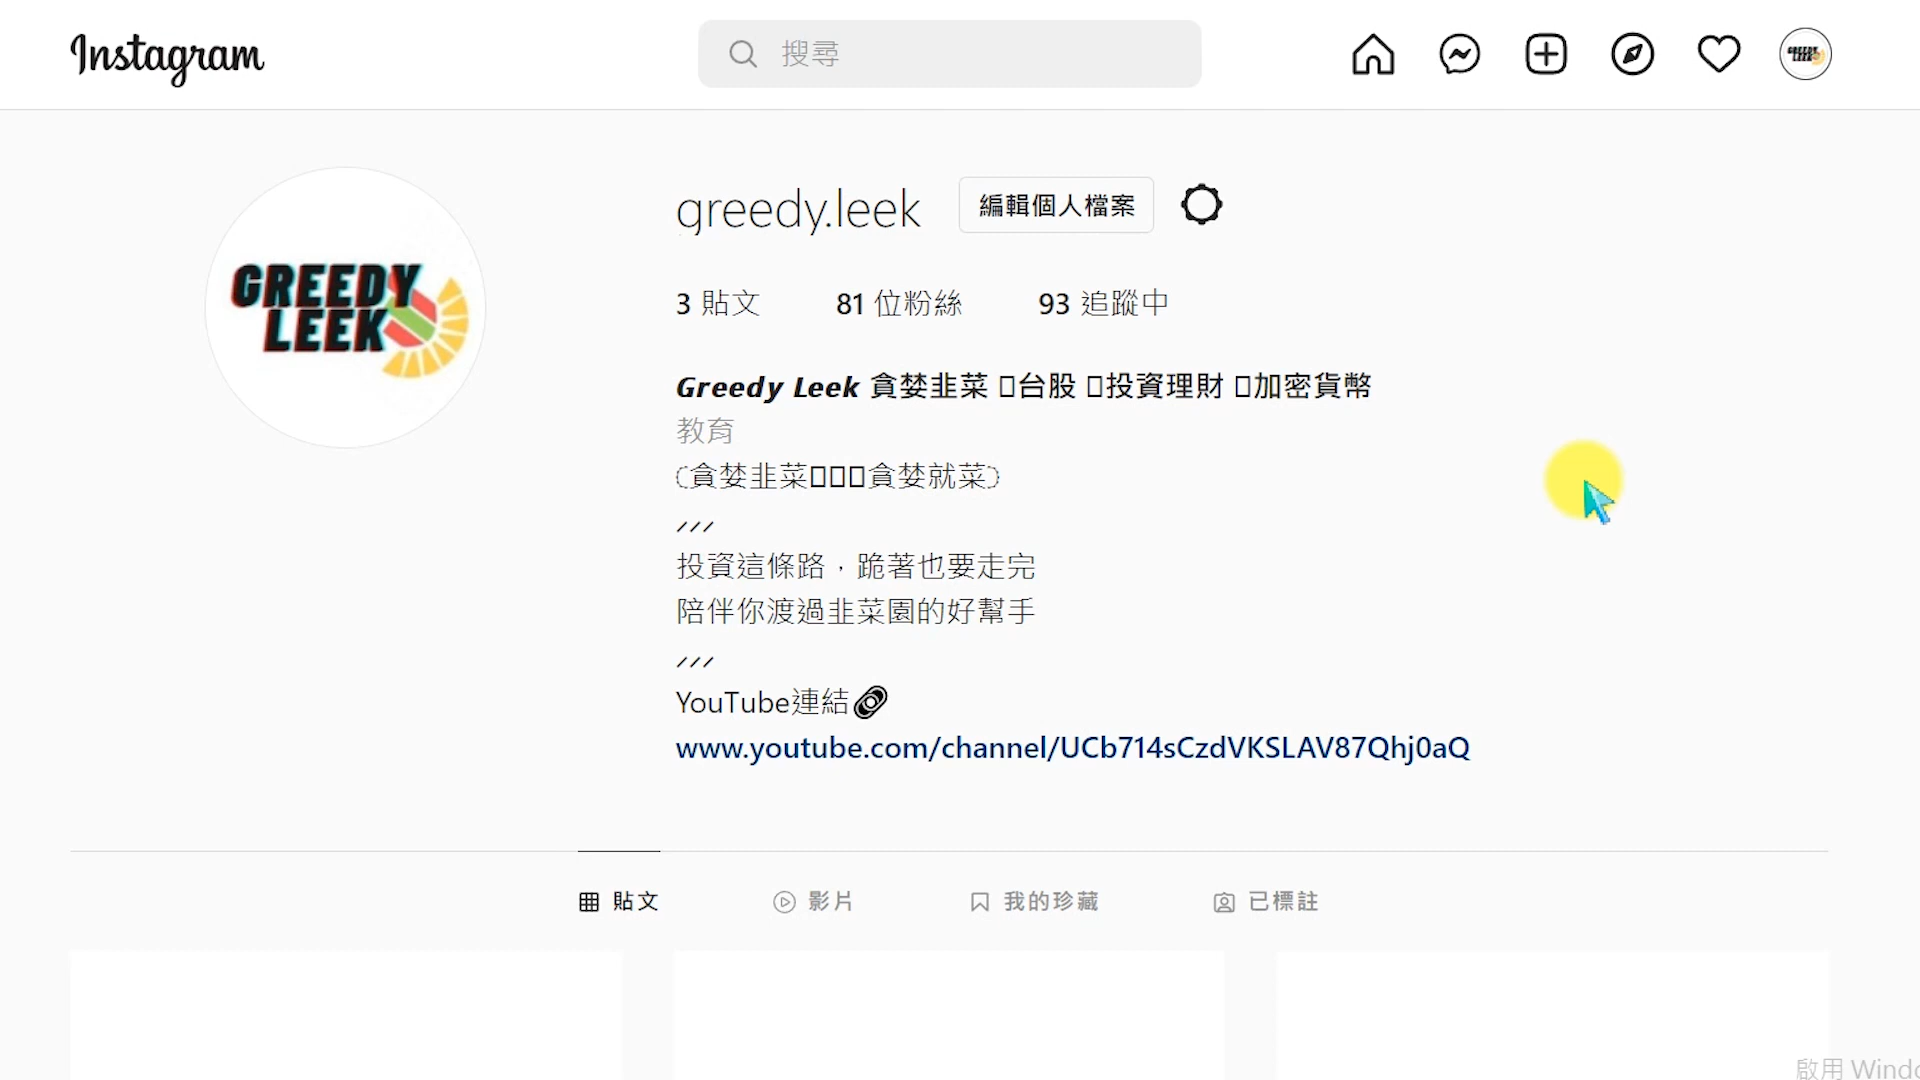 Instagram
搜尋
GREEDY LEEK
GREEDY
LEEK
greedy.leek
編輯個人檔案
3 貼文
81 位粉絲
93 追蹤中
Greedy Leek 貪婪韭菜 台股 投資理財 加密貨幣
教育
(貪婪韭菜貪婪就菜)
///
投資這條路，跪著也要走完
陪伴你渡過韭菜園的好幫手
///
YouTube連結
www.youtube.com/channel/UCb714sCzdVKSLAV87Qhj0aQ
貼文
影片
我的珍藏
已標註
啟用